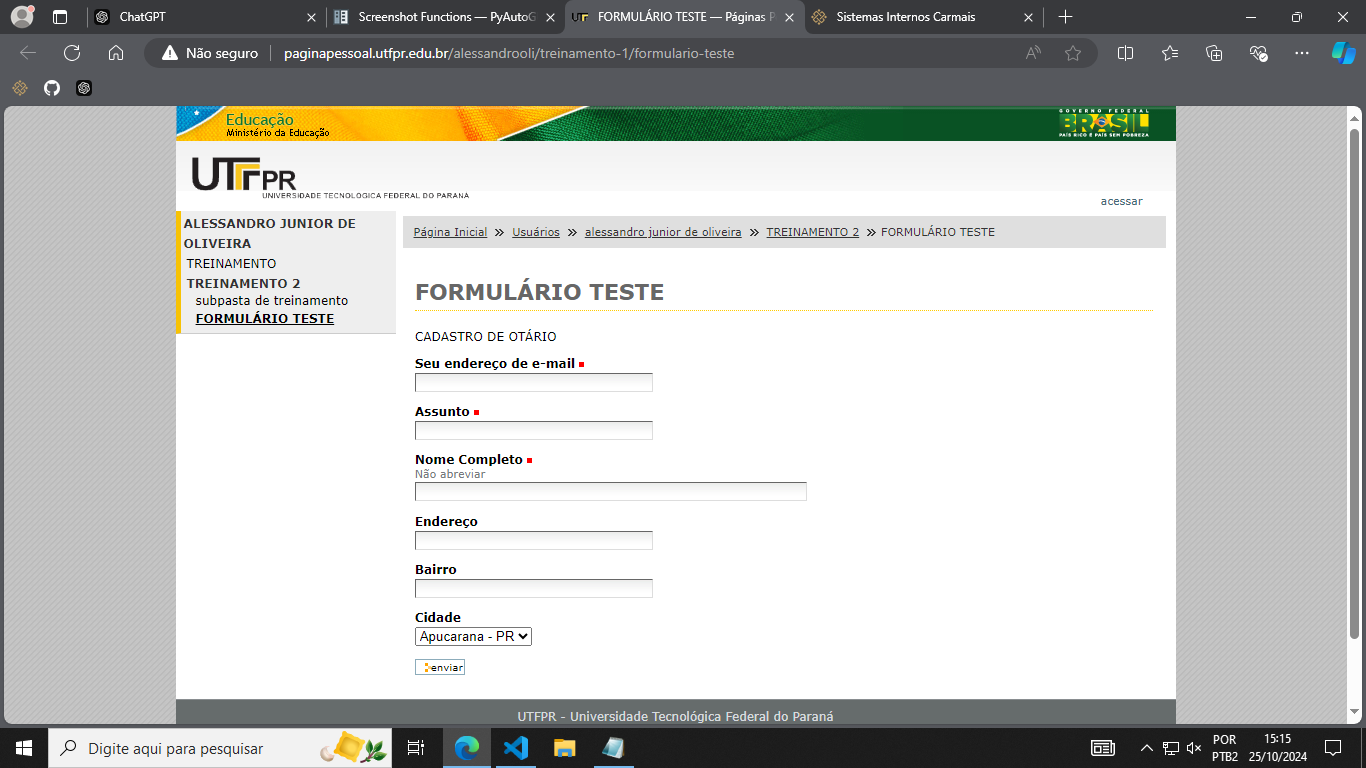 ChatGPT
Screenshot Functions — PyAutoG
FORMULÁRIO TESTE — Páginas P
Sistemas Internos Carmais
Não seguro
paginapessoal.utfpr.edu.br/alessandrooli/treinamento-1/formulario-teste
Educação
Ministério da Educação
GOVERNO FEDERAL
BRASIL
PAÍS RICO É PAÍS SEM POBREZA
UTFPR
UNIVERSIDADE TECNOLÓGICA FEDERAL DO PARANÁ
acessar
ALESSANDRO JUNIOR DE
OLIVEIRA
TREINAMENTO
TREINAMENTO 2
subpasta de treinamento
FORMULÁRIO TESTE
Página Inicial » Usuários » alessandro junior de oliveira » TREINAMENTO 2 » FORMULÁRIO TESTE
FORMULÁRIO TESTE
CADASTRO DE OTÁRIO
Seu endereço de e-mail
Assunto
Nome Completo
Não abreviar
Endereço
Bairro
Cidade
Apucarana - PR
enviar
UTFPR - Universidade Tecnológica Federal do Paraná
Digite aqui para pesquisar
POR
PTB2
15:15
25/10/2024